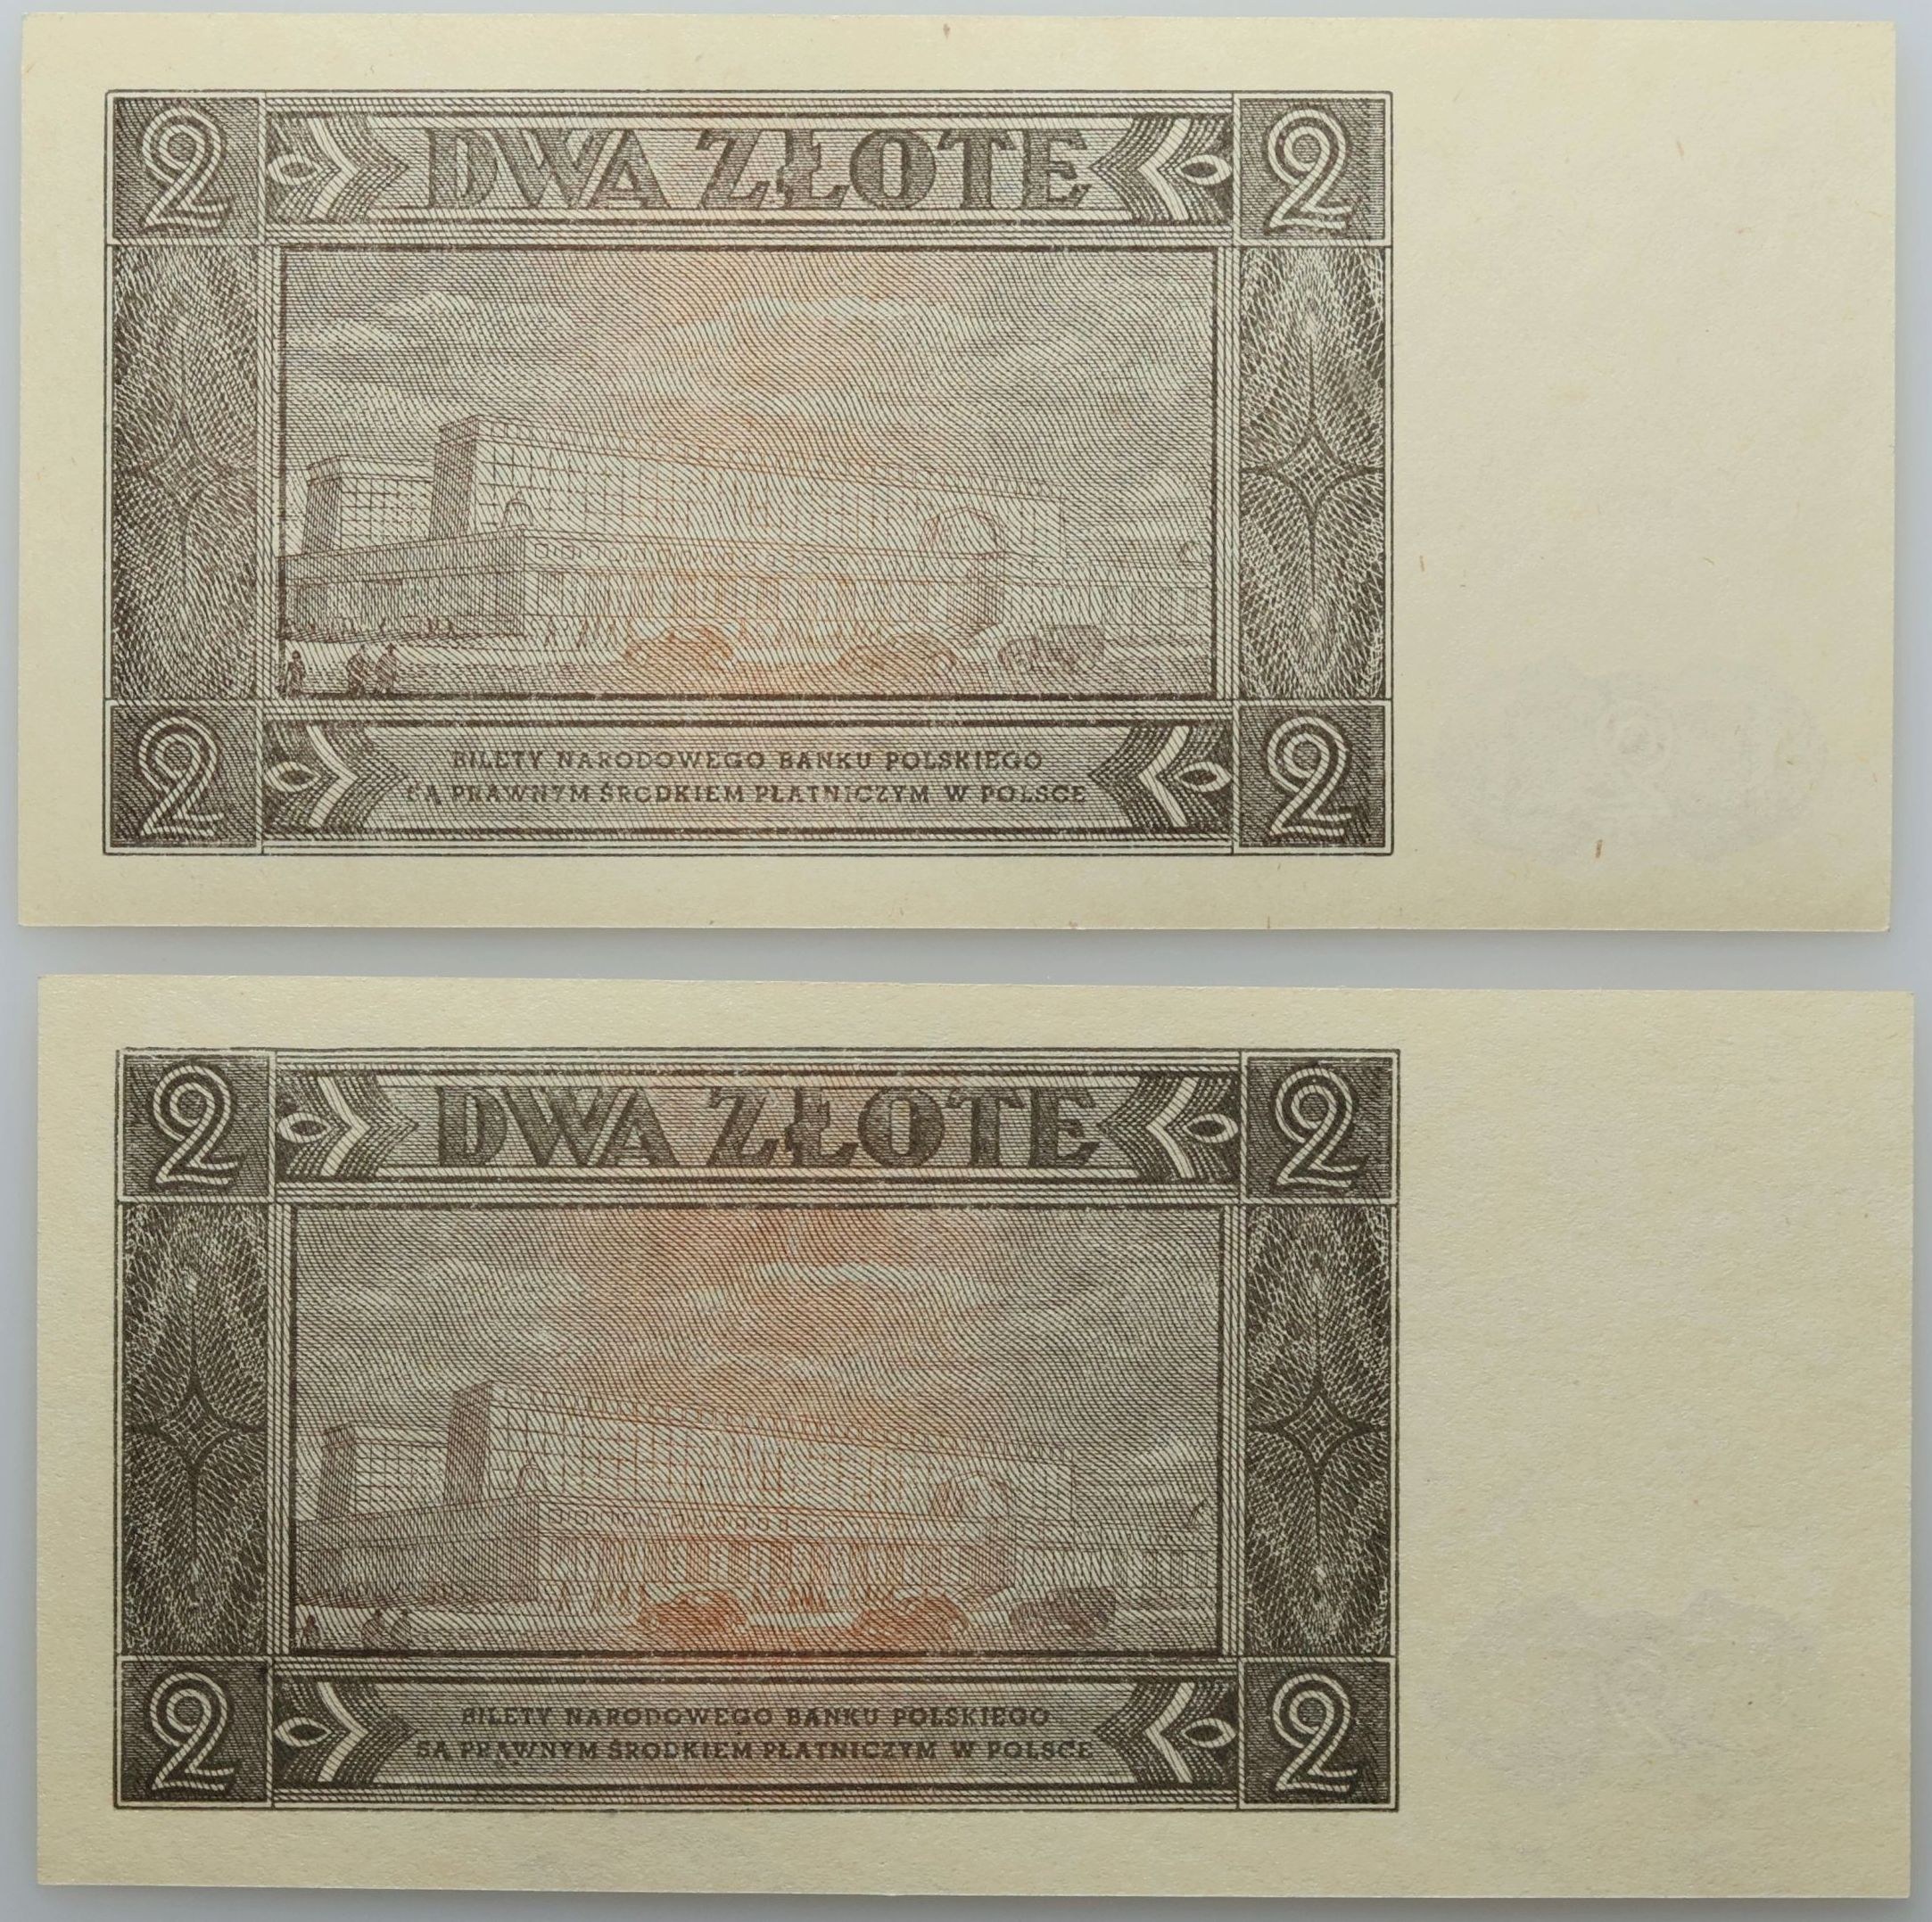 2 DWA ZŁOTE 2
2 BILETY NARODOWEGO BANKU POLSKIEGO 2
SĄ PRAWNYM ŚRODKIEM PŁATNICZYM W POLSCE
2 DWA ZŁOTE 2
2 BILETY NARODOWEGO BANKU POLSKIEGO 2
SĄ PRAWNYM ŚRODKIEM PŁATNICZYM W POLSCE